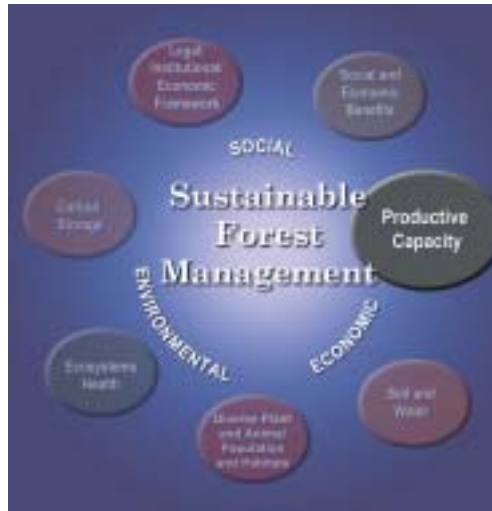 Legal
Institutional
Economic
Framework
Social and
Economic
Benefits
SOCIAL
Sustainable
Forest
Management
Productive
Capacity
Carbon
Storage
ENVIRONMENTAL
ECONOMIC
Ecosystems
Health
Soil and
Water
Diverse Plant
and Animal
Population
and Habitats